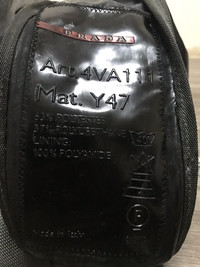 PRADA
Art.4VA111
Mat. Y47
LINING
100% POLYAMIDE
Made in Italy